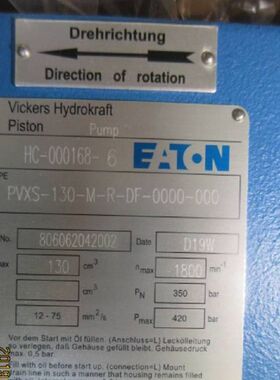 Drehrichtung
Direction of rotation
Vickers Hydrokraft
Piston Pump
HC-000168-6 EATON
PE
PVXS-130-M-R-DF-0000-000
No. 806062042002 Date D19W
max 130 cm³ nmax 1800 min⁻¹
cm³ PN 350 bar
12-75 mm²/s Pmax 420 bar
Vor dem Start mit Öl füllen. (Anschluss=L) Leckölleitung
so verlegen, daß Gehäuse gefüllt bleibt. Gehäusedruck
max. 0,5 bar.
with oil before start up. (connection=L) Mount
drain line in such a manner that housing remains filled